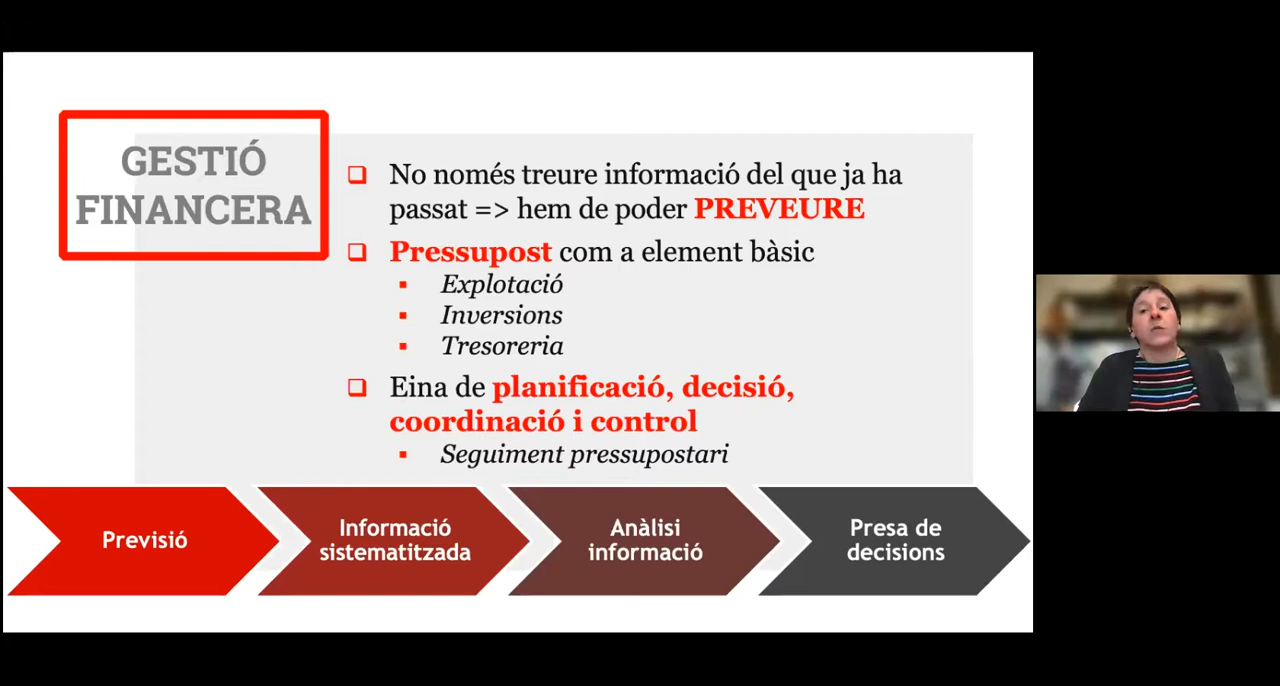 GESTIÓ
FINANCERA
No només treure informació del que ja ha
passat => hem de poder PREVEURE
Pressupost com a element bàsic
Explotació
Inversions
Tresoreria
Eina de planificació, decisió,
coordinació i control
Seguiment pressupostari
Previsió
Informació
sistematitzada
Anàlisi
informació
Presa de
decisions